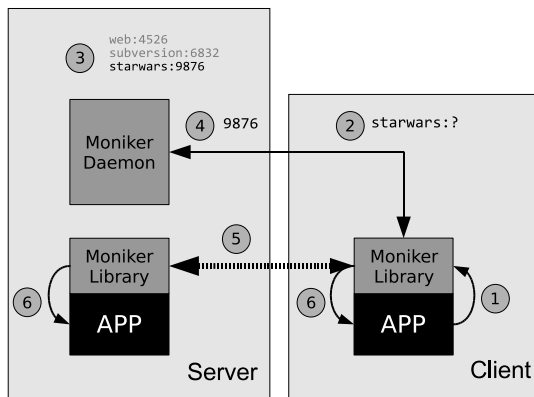 web:4526
subversion:6832
starwars:9876
3
4 9876
2 starwars:?
Moniker
Daemon
5
Moniker
Library
APP
6
Server
Moniker
Library
APP
6
1
Client